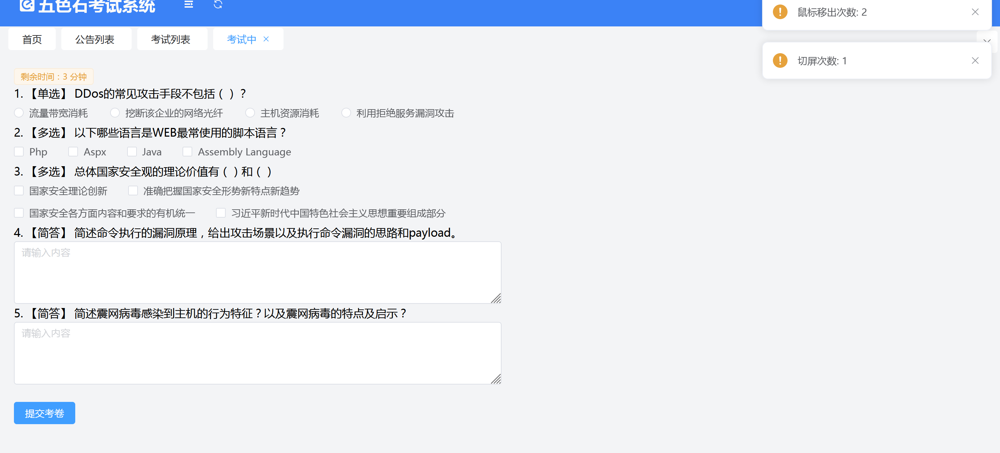 五色石考试系统
鼠标移出次数: 2
首页 公告列表 考试列表 考试中
切屏次数: 1
剩余时间：3 分钟
1. 【单选】 DDos的常见攻击手段不包括（ ）？
流量带宽消耗 挖断该企业的网络光纤 主机资源消耗 利用拒绝服务漏洞攻击
2. 【多选】 以下哪些语言是WEB最常使用的脚本语言？
Php Aspx Java Assembly Language
3. 【多选】 总体国家安全观的理论价值有（ ）和（ ）
国家安全理论创新 准确把握国家安全形势新特点新趋势
国家安全各方面内容和要求的有机统一 习近平新时代中国特色社会主义思想重要组成部分
4. 【简答】 简述命令执行的漏洞原理，给出攻击场景以及执行命令漏洞的思路和payload。
请输入内容
5. 【简答】 简述震网病毒感染到主机的行为特征？以及震网病毒的特点及启示？
请输入内容
提交考卷